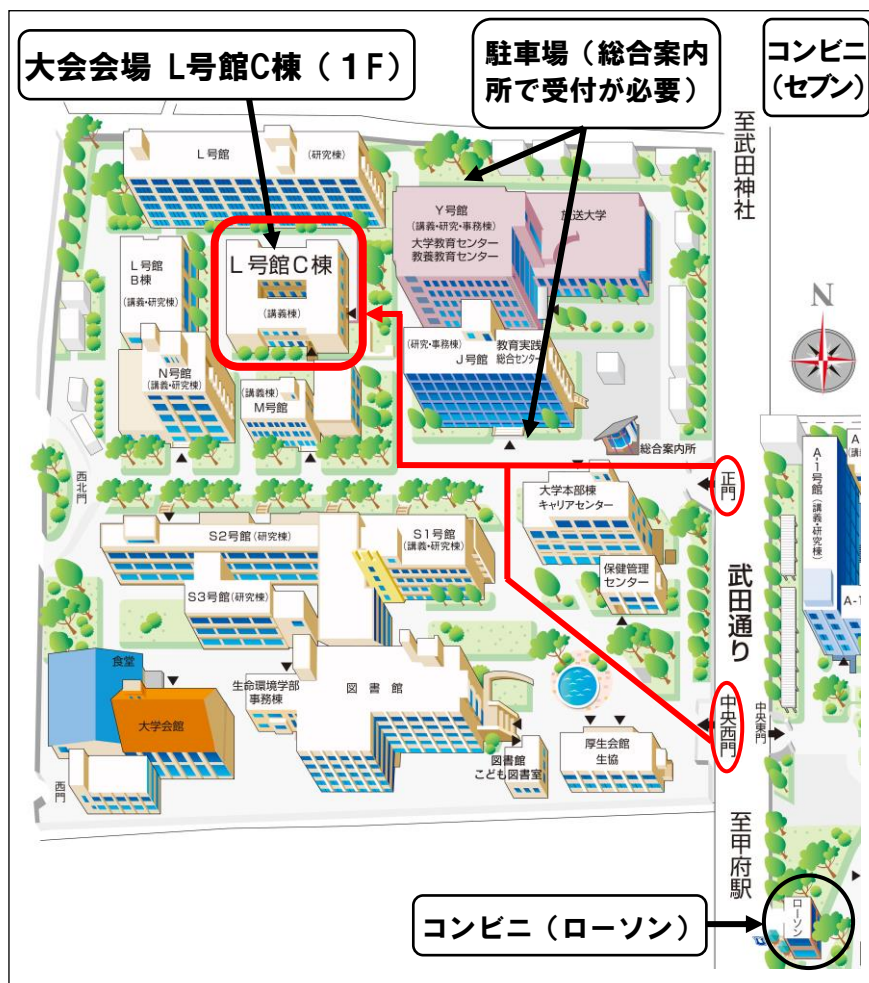 大会会場 L号館C棟（1F）
駐車場（総合案内
所で受付が必要）
コンビニ
（セブン）
至武田神社
L号館
（研究棟）
Y号館
（講義・研究・事務棟）
大学教育センター
教養教育センター
放送大学
L号館
B棟
（講義・研究棟）
L号館C棟
（講義棟）
N
（研究・事務棟）
J号館
教育実践
総合センター
N号館
（講義・研究棟）
（講義棟）
M号館
総合案内所
正門
西北門
大学本部棟
キャリアセンター
A-1号館（講義・研究棟）
S2号館（研究棟）
S1号館
（講義・研究棟）
保健管理
センター
S3号館（研究棟）
武田通り
A-1
食堂
大学会館
生命環境学部
事務棟
図書館
中央西門
中央東門
厚生会館
生協
図書館
こども図書室
西門
至甲府駅
コンビニ（ローソン）
ローソン